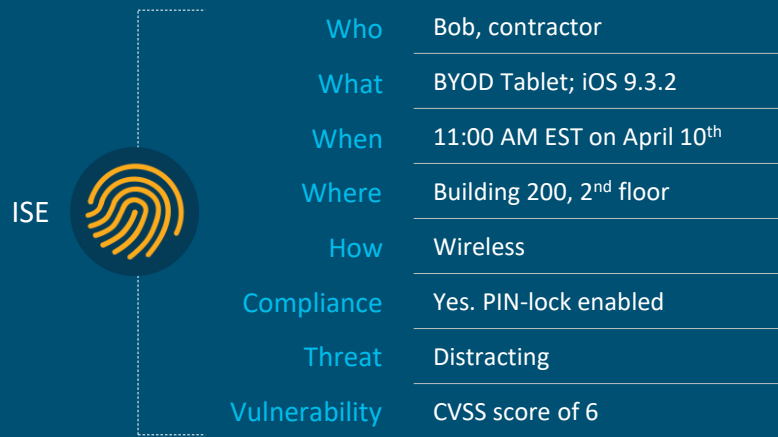 Who Bob, contractor
What BYOD Tablet; iOS 9.3.2
When 11:00 AM EST on April 10th
Where Building 200, 2nd floor
ISE
How Wireless
Compliance Yes. PIN-lock enabled
Threat Distracting
Vulnerability CVSS score of 6